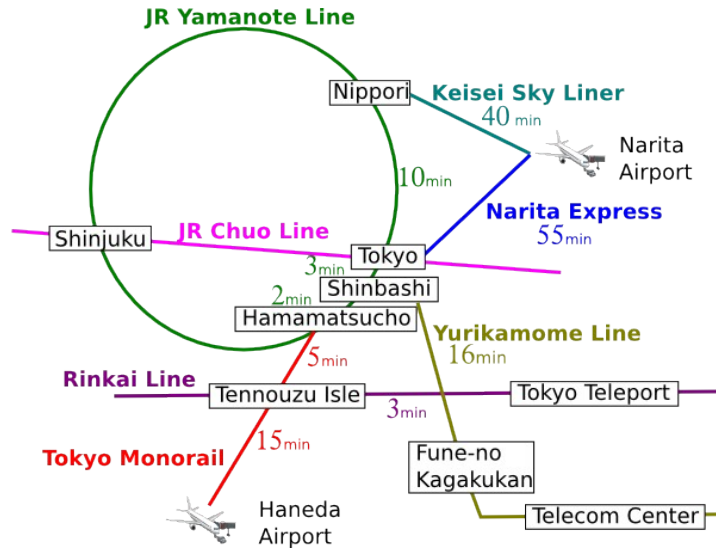 JR Yamanote Line
Nippori
Keisei Sky Liner
40 min
Narita
Airport
10min
Narita Express
55min
Shinjuku
JR Chuo Line
Tokyo
3min
Shinbashi
2min
Hamamatsucho
Yurikamome Line
16min
5min
Rinkai Line
Tennouzu Isle
3min
Tokyo Teleport
15min
Tokyo Monorail
Fune-no
Kagakukan
Haneda
Airport
Telecom Center